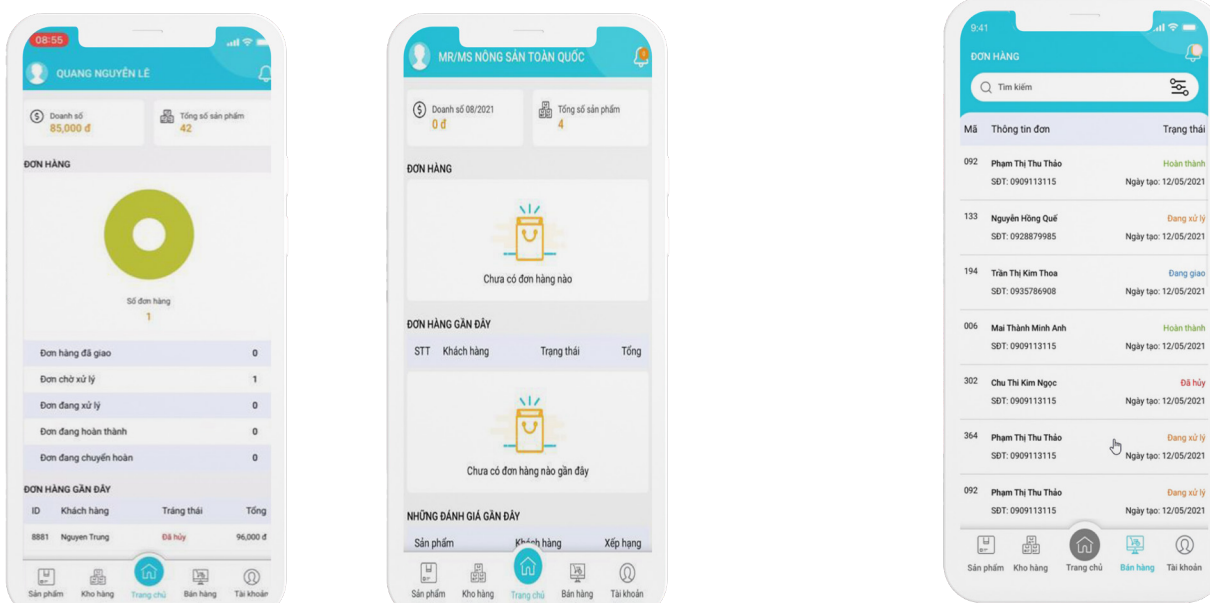 08:55
QUANG NGUYỄN LÊ
Doanh số
85,000 đ
Tổng số sản phẩm
42
ĐƠN HÀNG
Số đơn hàng
1
Đơn hàng đã giao 0
Đơn chờ xử lý 1
Đơn đang xử lý 0
Đơn đang hoàn thành 0
Đơn đang chuyển hoàn 0
ĐƠN HÀNG GẦN ĐÂY
ID Khách hàng Tráng thái Tổng
8881 Nguyen Trung Đã hủy 96,000 đ
Sản phẩm Kho hàng Trang chủ Bán hàng Tài khoản
MR/MS NÔNG SẢN TOÀN QUỐC
Doanh số 08/2021
0 đ
Tổng số sản phẩm
4
ĐƠN HÀNG
Chưa có đơn hàng nào
ĐƠN HÀNG GẦN ĐÂY
STT Khách hàng Trạng thái Tổng
Chưa có đơn hàng nào gần đây
NHỮNG ĐÁNH GIÁ GẦN ĐÂY
Sản phẩm Khách hàng Xếp hạng
Sản phẩm Kho hàng Trang chủ Bán hàng Tài khoản
9:41
ĐƠN HÀNG
Tìm kiếm
Mã Thông tin đơn Trạng thái
092 Phạm Thị Thu Thảo Hoàn thành
SĐT: 0909113115 Ngày tạo: 12/05/2021
133 Nguyễn Hồng Quế Đang xử lý
SĐT: 0928879985 Ngày tạo: 12/05/2021
194 Trần Thị Kim Thoa Đang giao
SĐT: 0935786908 Ngày tạo: 12/05/2021
006 Mai Thành Minh Anh Hoàn thành
SĐT: 0909113115 Ngày tạo: 12/05/2021
302 Chu Thi Kim Ngọc Đã hủy
SĐT: 0909113115 Ngày tạo: 12/05/2021
364 Phạm Thị Thu Thảo Đang xử lý
SĐT: 0909113115 Ngày tạo: 12/05/2021
092 Phạm Thị Thu Thảo Đang xử lý
SĐT: 0909113115 Ngày tạo: 12/05/2021
Sản phẩm Kho hàng Trang chủ Bán hàng Tài khoản